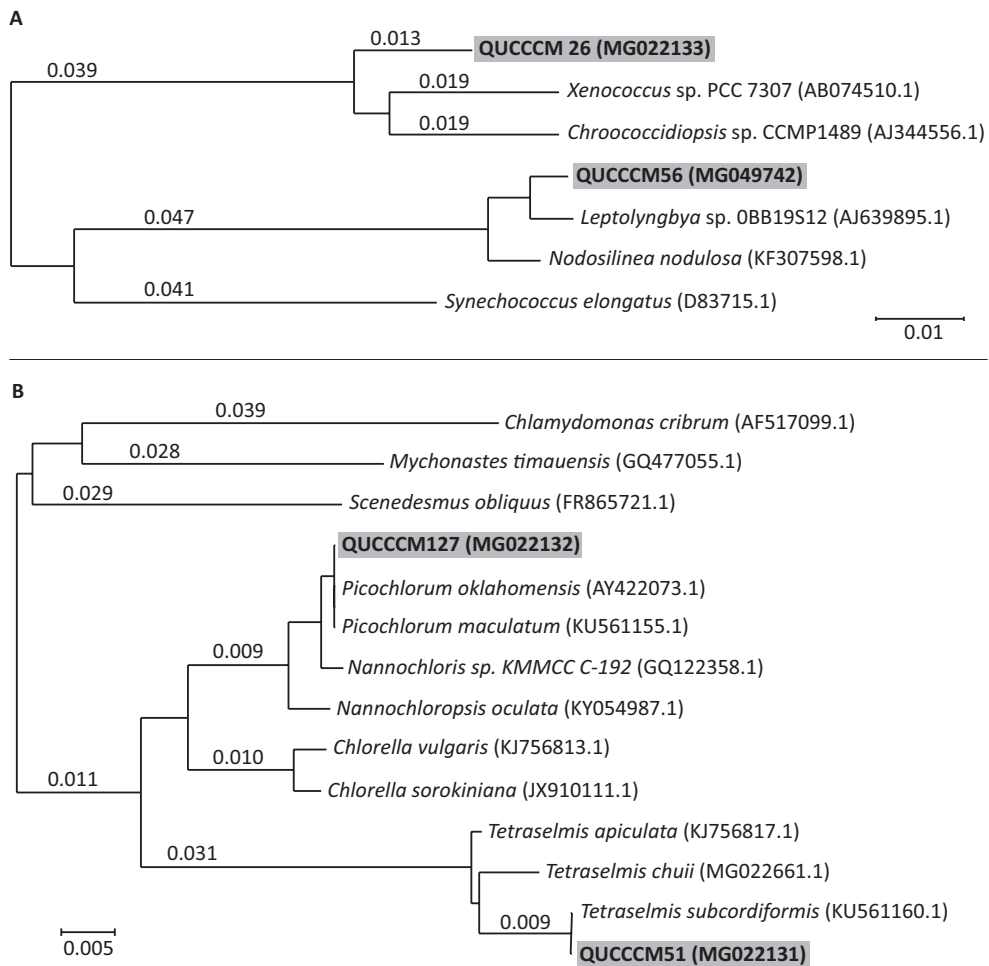 A
0.013
QUCCCM 26 (MG022133)
0.039
0.019
Xenococcus sp. PCC 7307 (AB074510.1)
0.019
Chroococcidiopsis sp. CCMP1489 (AJ344556.1)
QUCCCM56 (MG049742)
0.047
Leptolyngbya sp. 0BB19S12 (AJ639895.1)
Nodosilinea nodulosa (KF307598.1)
0.041
Synechococcus elongatus (D83715.1)
0.01
B
0.039
Chlamydomonas cribrum (AF517099.1)
0.028
Mychonastes timauensis (GQ477055.1)
0.029
Scenedesmus obliquus (FR865721.1)
QUCCCM127 (MG022132)
Picochlorum oklahomensis (AY422073.1)
Picochlorum maculatum (KU561155.1)
0.009
Nannochloris sp. KMMCC C-192 (GQ122358.1)
Nannochloropsis oculata (KY054987.1)
Chlorella vulgaris (KJ756813.1)
0.010
0.011
Chlorella sorokiniana (JX910111.1)
Tetraselmis apiculata (KJ756817.1)
0.031
Tetraselmis chuii (MG022661.1)
0.009
Tetraselmis subcordiformis (KU561160.1)
QUCCCM51 (MG022131)
0.005